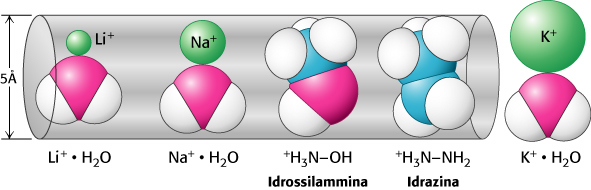 5Å
Li⁺
Na⁺
K⁺
Li⁺ • H₂O
Na⁺ • H₂O
⁺H₃N–OH
Idrossilammina
⁺H₃N–NH₂
Idrazina
K⁺ • H₂O